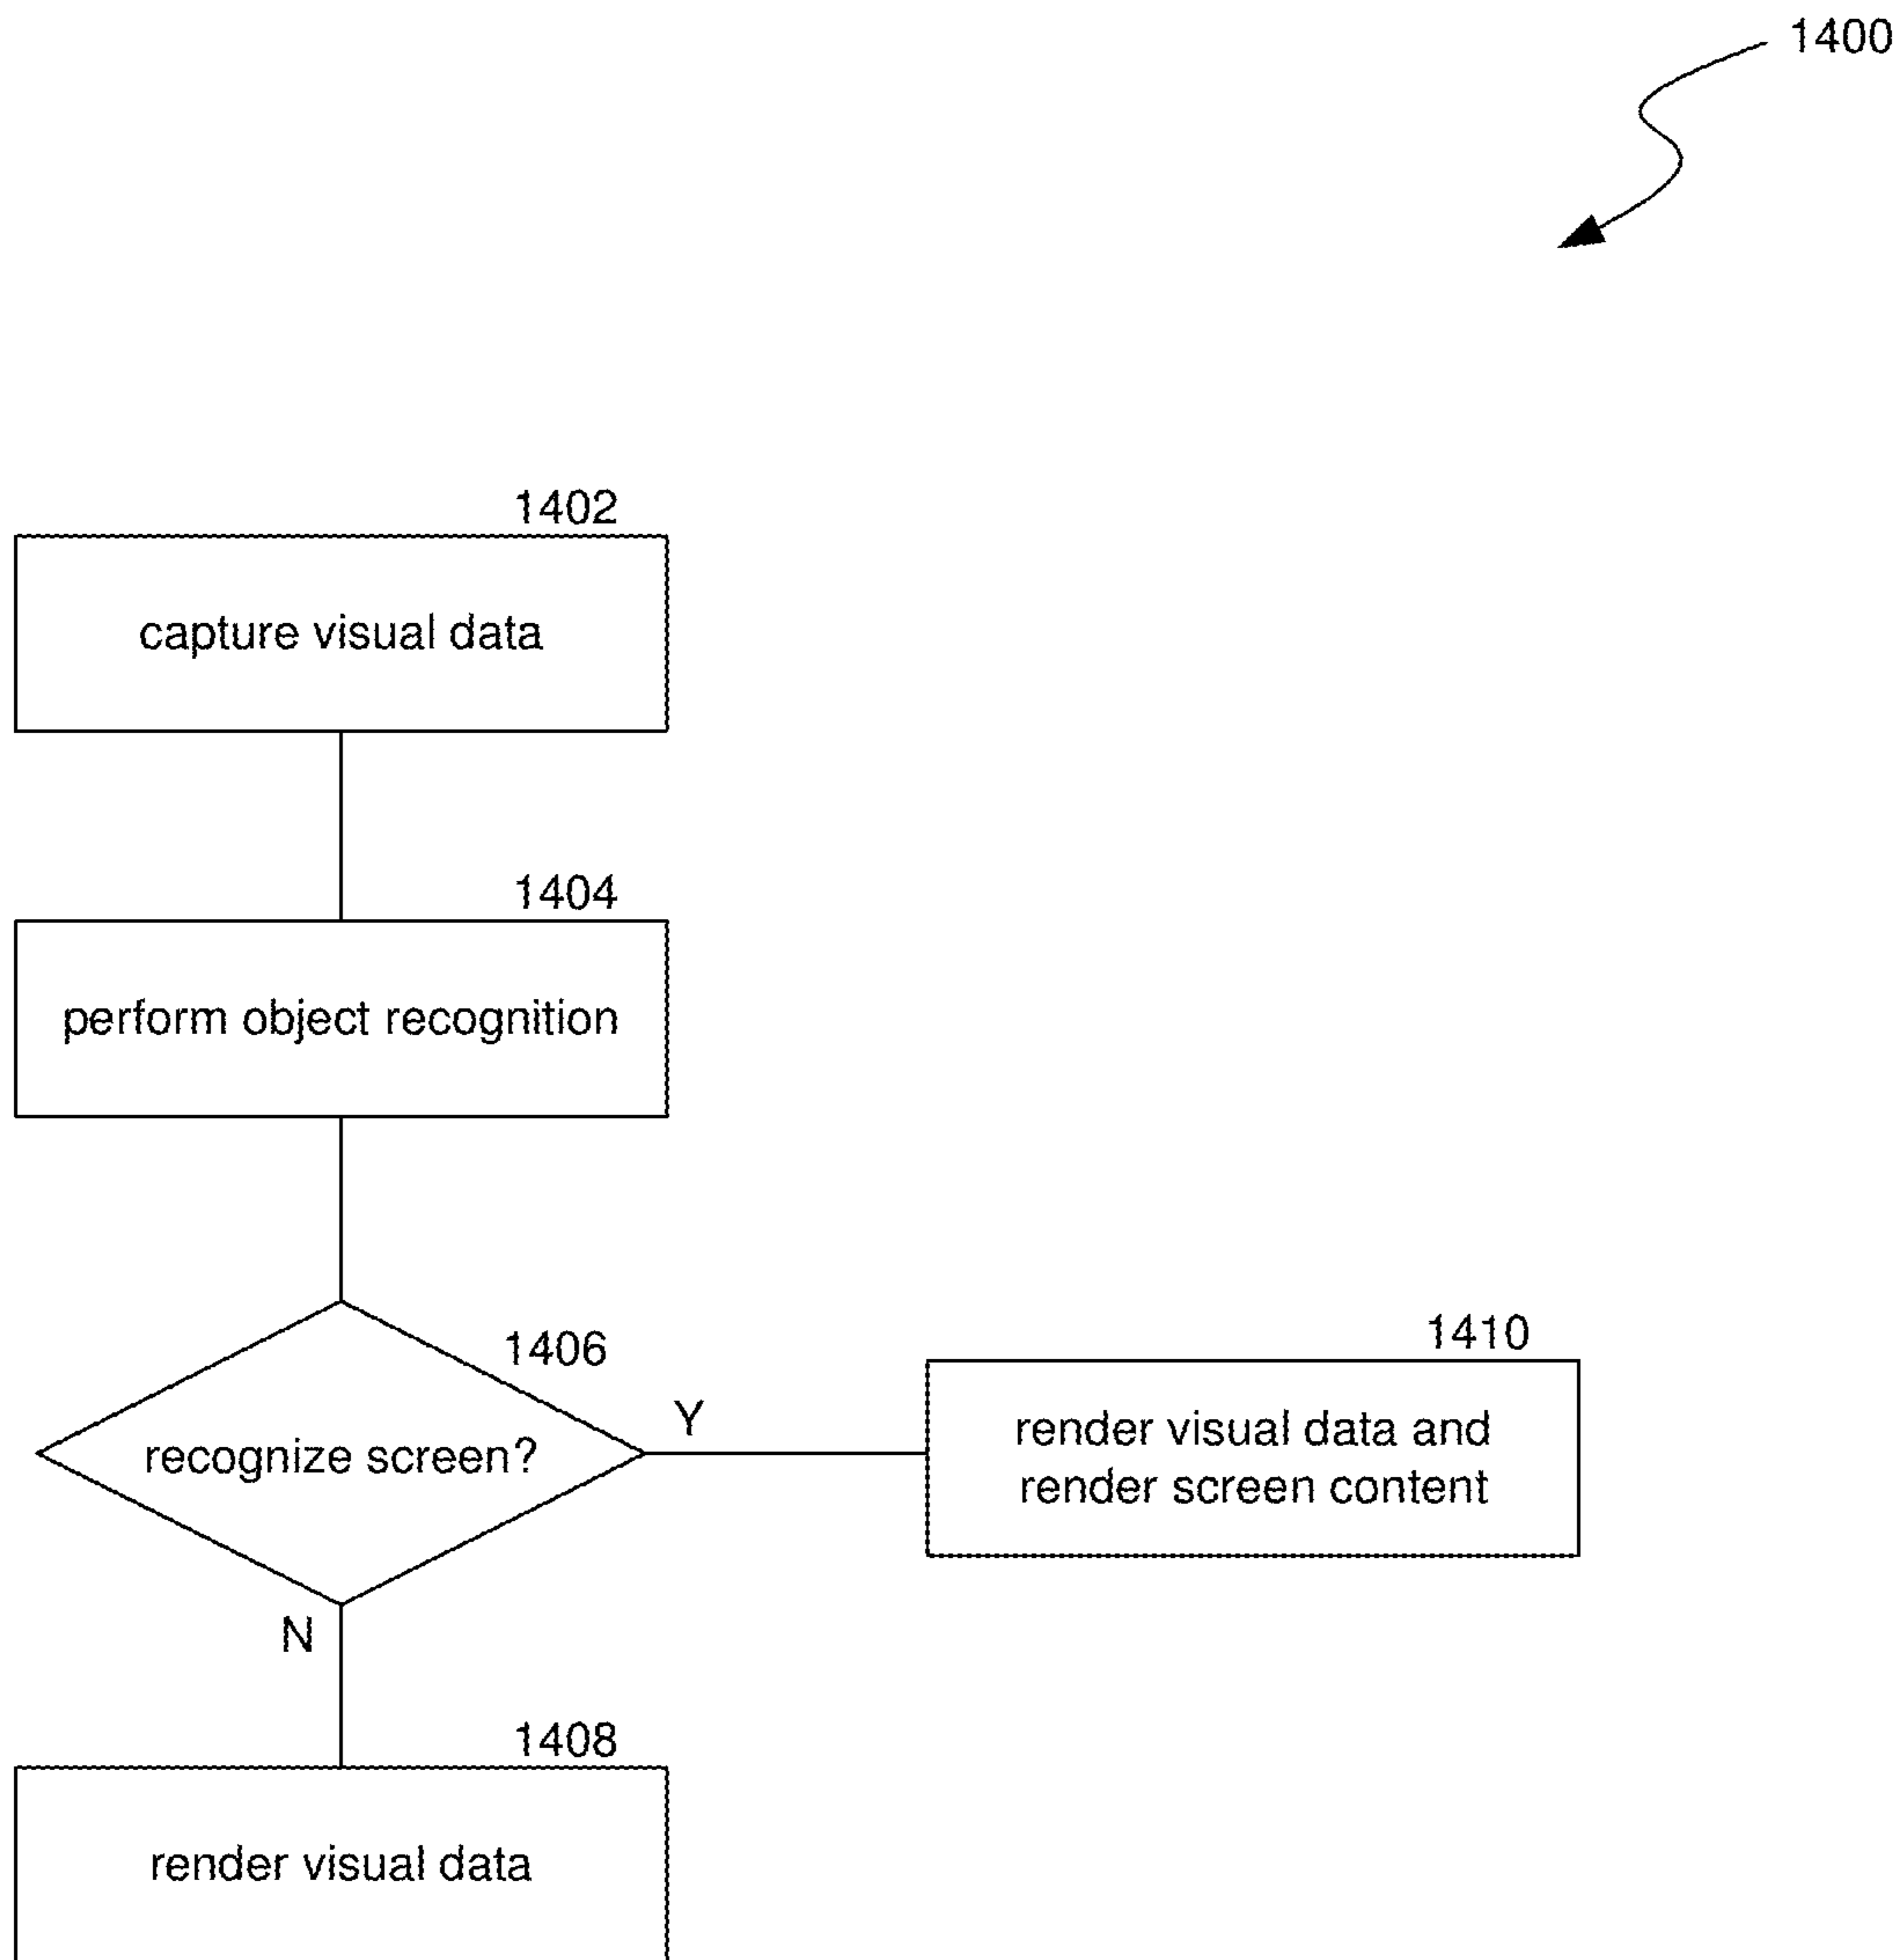 1400
1402
capture visual data
1404
perform object recognition
1406
recognize screen?
Y
1410
render visual data and
render screen content
N
1408
render visual data